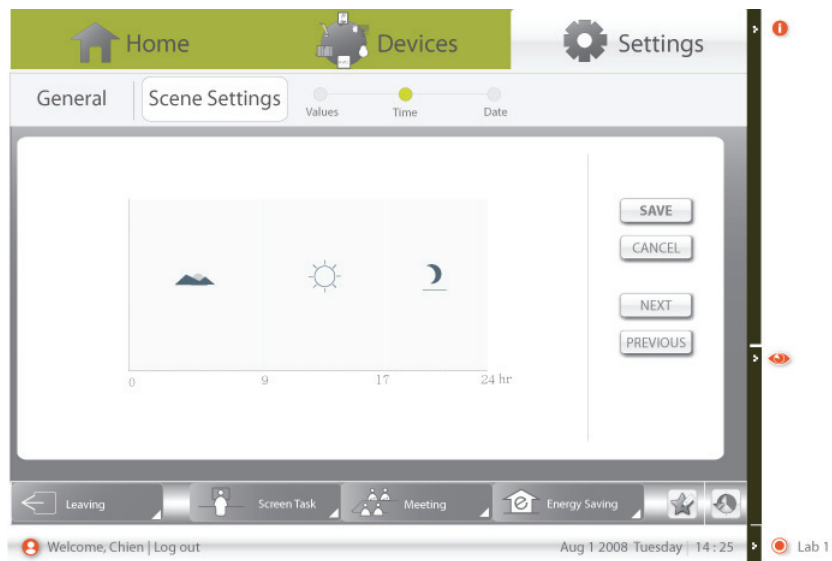 Home Devices Settings
General Scene Settings Values Time Date
SAVE
CANCEL
NEXT
PREVIOUS
0 9 17 24 hr
Leaving Screen Task Meeting Energy Saving
Welcome, Chien | Log out Aug 1 2008 Tuesday | 14 : 25 Lab 1